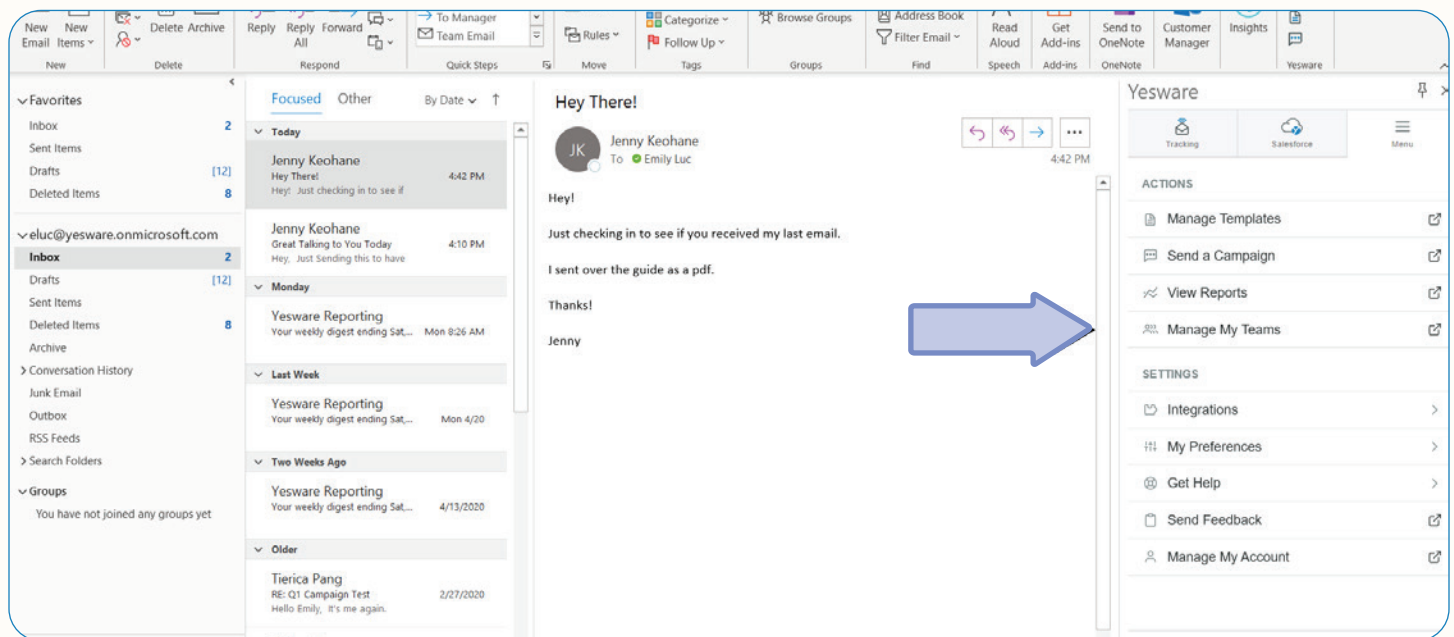 New
Email
New
Items
Delete
Archive
New
Delete
Reply
Reply
All
Forward
Respond
To Manager
Team Email
Quick Steps
Rules
Move
Categorize
Follow Up
Tags
Browse Groups
Groups
Address Book
Filter Email
Find
Read
Aloud
Speech
Get
Add-ins
Add-ins
Send to
OneNote
OneNote
Customer
Manager
Insights
Yesware
Favorites
Inbox 2
Sent Items
Drafts [12]
Deleted Items 8
eluc@yesware.onmicrosoft.com
Inbox 2
Drafts [12]
Sent Items
Deleted Items 8
Archive
Conversation History
Junk Email
Outbox
RSS Feeds
Search Folders
Groups
You have not joined any groups yet
Focused Other By Date
Today
Jenny Keohane
Hey There! 4:42 PM
Hey! Just checking in to see if
Jenny Keohane
Great Talking to You Today 4:10 PM
Hey, Just Sending this to have
Monday
Yesware Reporting
Your weekly digest ending Sat,... Mon 8:26 AM
Last Week
Yesware Reporting
Your weekly digest ending Sat,... Mon 4/20
Two Weeks Ago
Yesware Reporting
Your weekly digest ending Sat,... 4/13/2020
Older
Tierica Pang
RE: Q1 Campaign Test 2/27/2020
Hello Emily, It's me again.
Hey There!
JK
Jenny Keohane
To Emily Luc
4:42 PM
Hey!
Just checking in to see if you received my last email.
I sent over the guide as a pdf.
Thanks!
Jenny
Yesware
Tracking
Salesforce
Menu
ACTIONS
Manage Templates
Send a Campaign
View Reports
Manage My Teams
SETTINGS
Integrations
My Preferences
Get Help
Send Feedback
Manage My Account